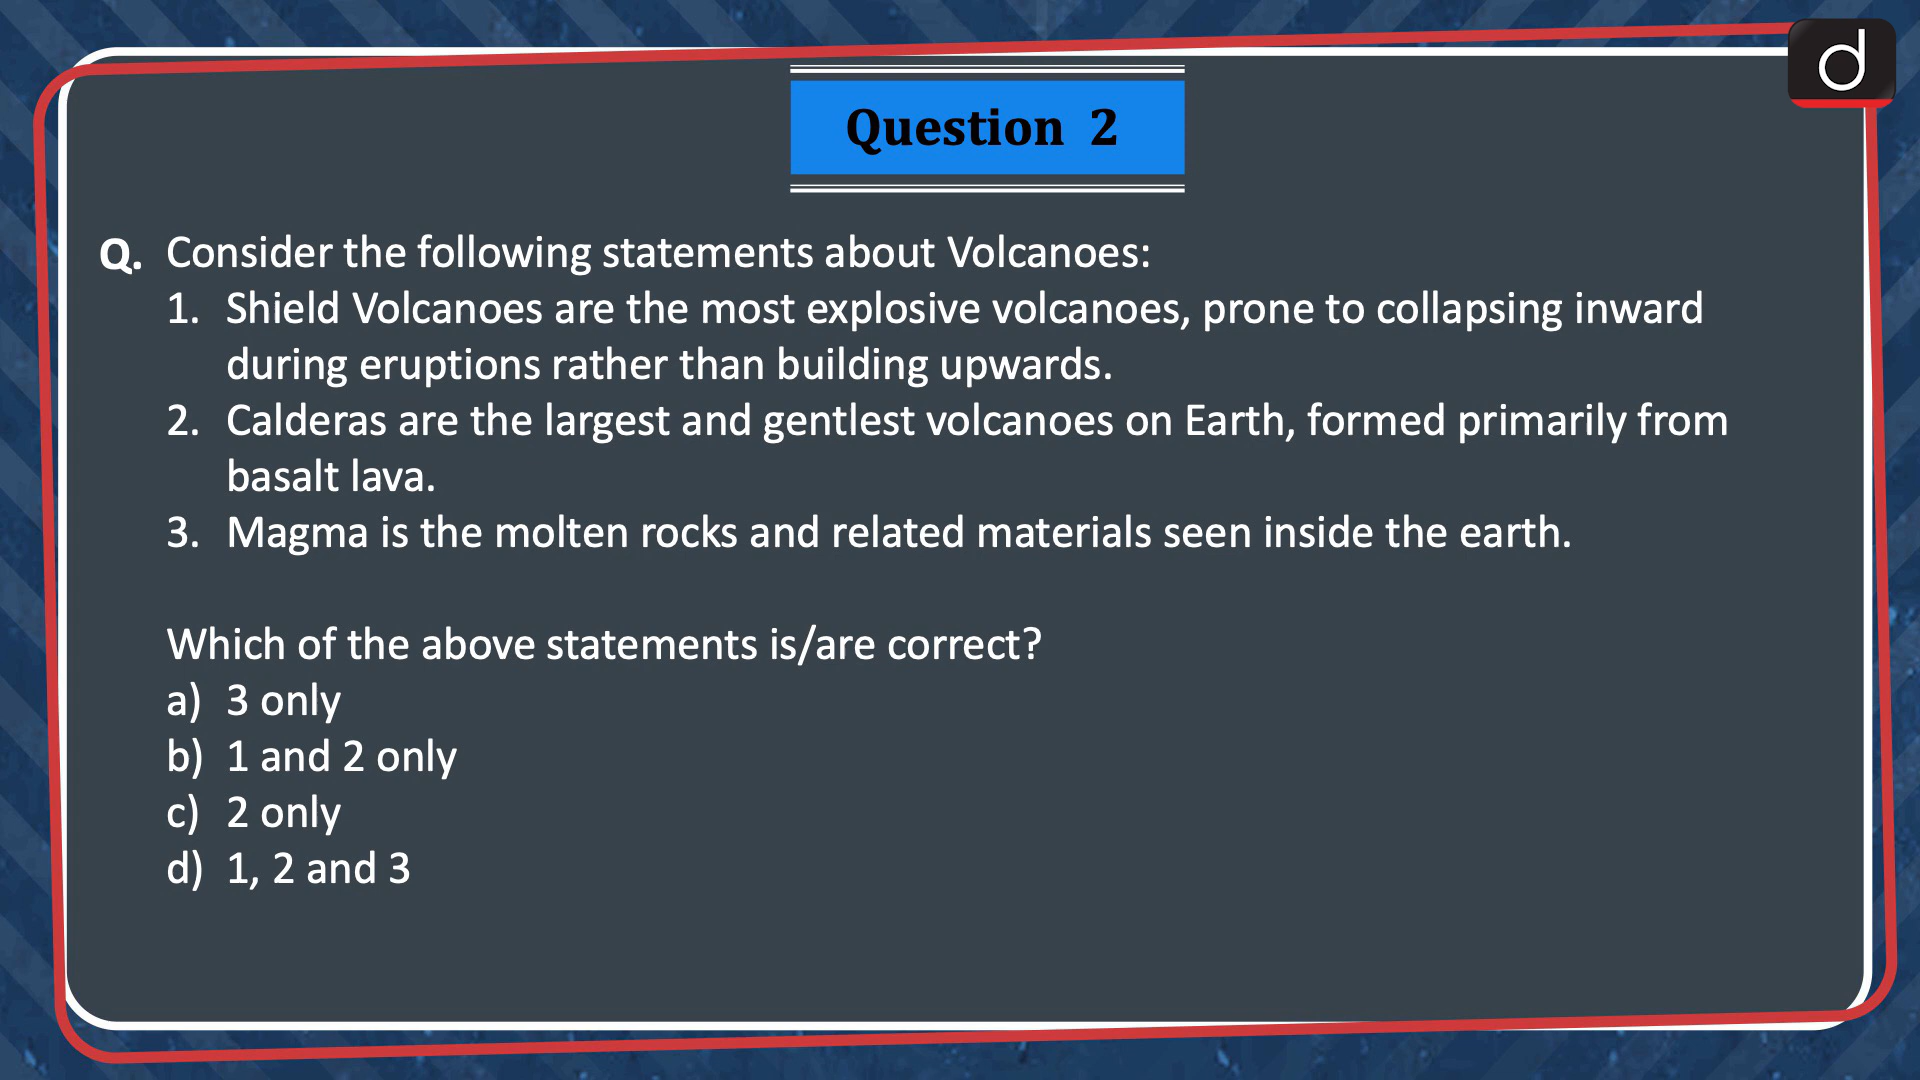 d
Question 2
Q. Consider the following statements about Volcanoes:
1. Shield Volcanoes are the most explosive volcanoes, prone to collapsing inward
during eruptions rather than building upwards.
2. Calderas are the largest and gentlest volcanoes on Earth, formed primarily from
basalt lava.
3. Magma is the molten rocks and related materials seen inside the earth.
Which of the above statements is/are correct?
a) 3 only
b) 1 and 2 only
c) 2 only
d) 1, 2 and 3